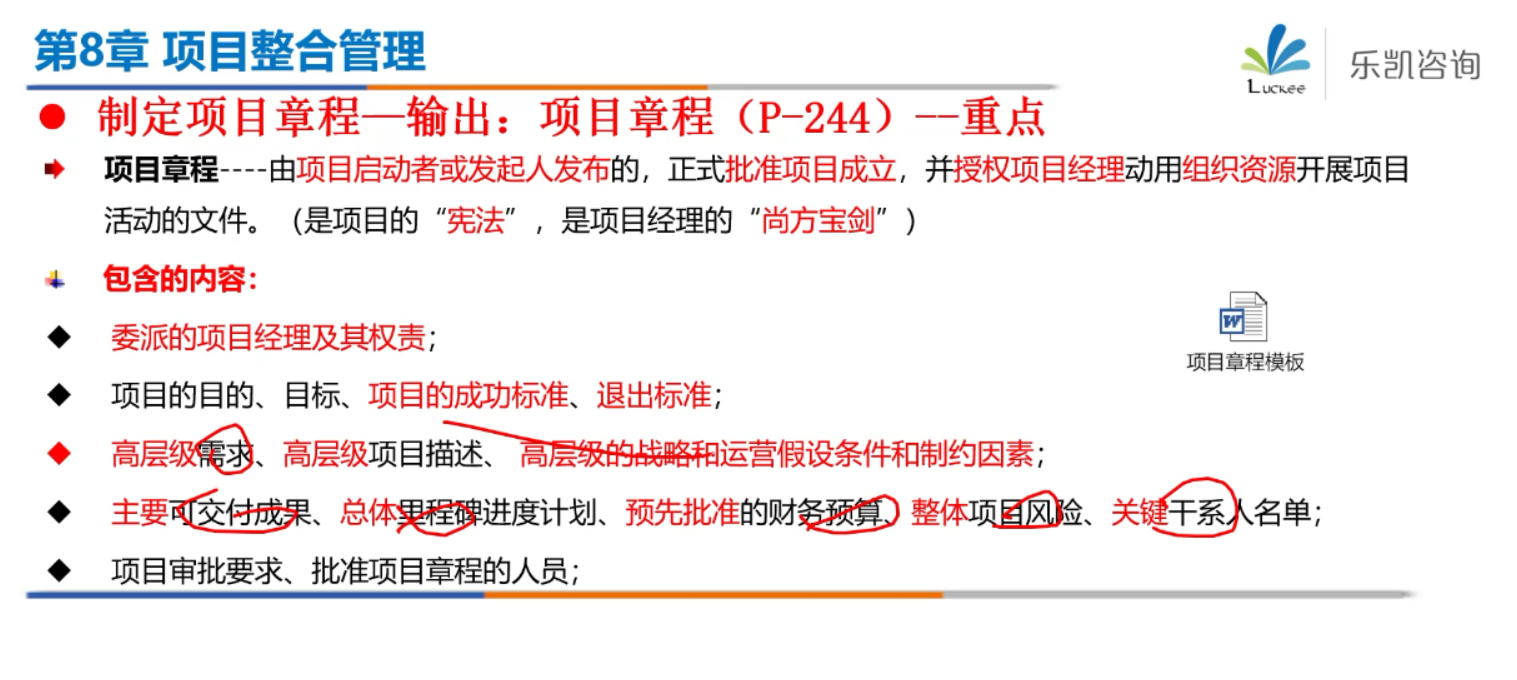 第8章 项目整合管理
Luckee
乐凯咨询
制定项目章程—输出：项目章程（P-244）--重点
项目章程----由项目启动者或发起人发布的，正式批准项目成立，并授权项目经理动用组织资源开展项目
活动的文件。（是项目的“宪法”，是项目经理的“尚方宝剑”）
包含的内容：
委派的项目经理及其权责；
项目的目的、目标、项目的成功标准、退出标准；
高层级需求、高层级项目描述、 高层级的战略和运营假设条件和制约因素；
主要可交付成果、总体里程碑进度计划、预先批准的财务预算、整体项目风险、关键干系人名单；
项目审批要求、批准项目章程的人员；
W
项目章程模板